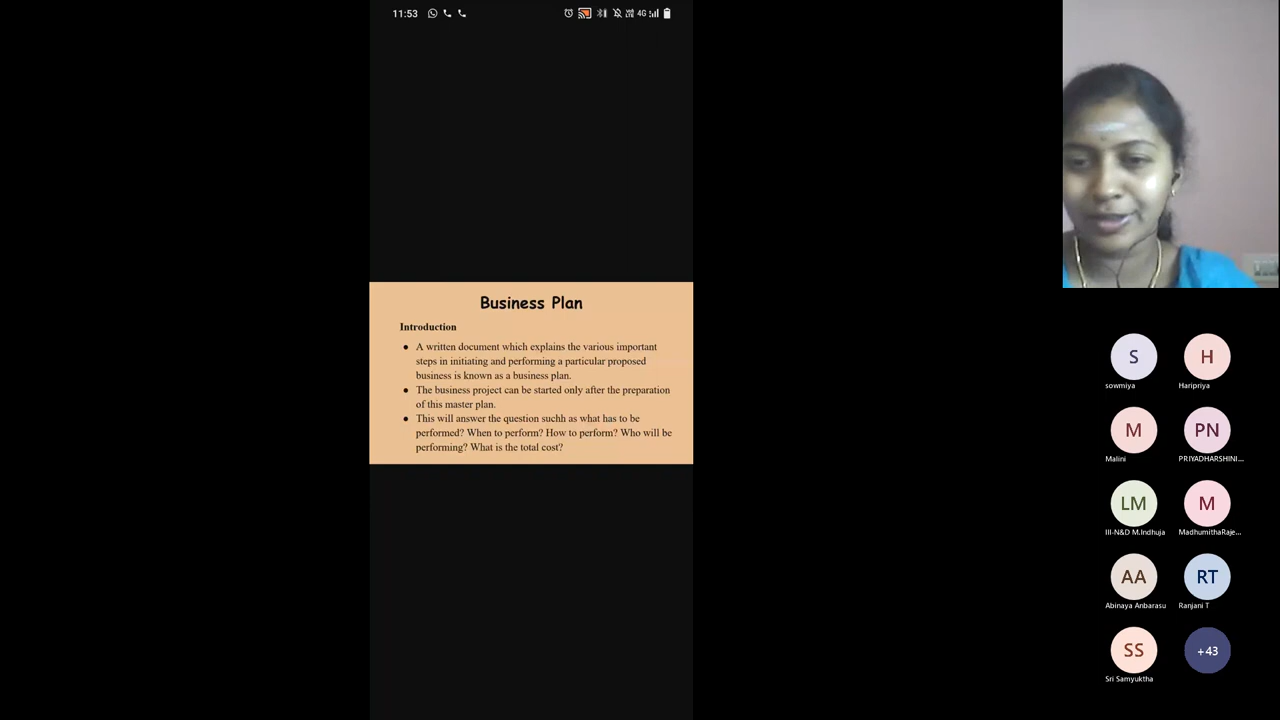 11:53
4G
Business Plan
Introduction
● A written document which explains the various important
steps in initiating and performing a particular proposed
business is known as a business plan.
● The business project can be started only after the preparation
of this master plan.
● This will answer the question suchh as what has to be
performed? When to perform? How to perform? Who will be
performing? What is the total cost?
S H
sowmiya Haripriya
M PN
Malini PRIYADHARSHINI...
LM M
III-N&D M.Indhuja MadhumithaRaje...
AA RT
Abinaya Anbarasu Ranjani T
SS +43
Sri Samyuktha